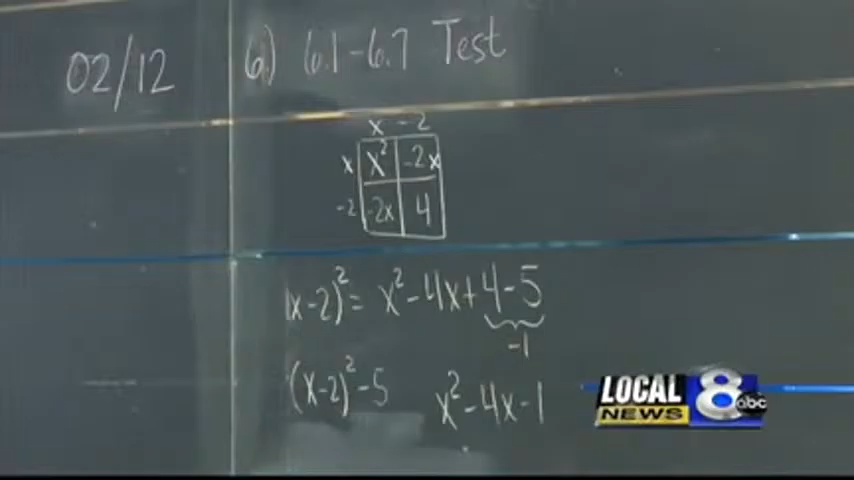 02/12
6) 6.1-6.7 Test
x -2
x x² -2x
-2 -2x 4
(x-2)² = x²-4x+4-5
-1
(x-2)²-5
x²-4x-1
LOCAL 8 abc
NEWS